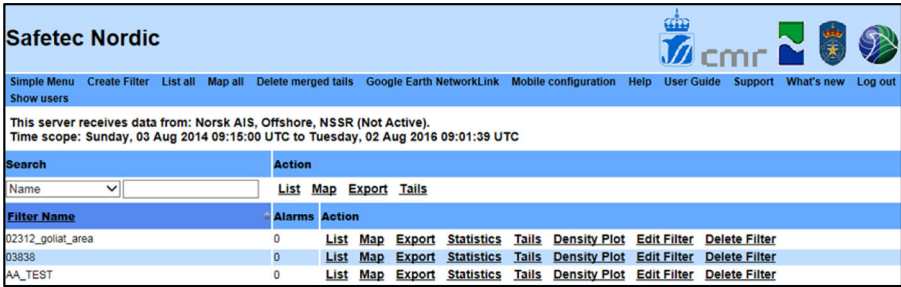 Safetec Nordic
cmr
Simple Menu Create Filter List all Map all Delete merged tails Google Earth NetworkLink Mobile configuration Help User Guide Support What's new Log out
Show users
This server receives data from: Norsk AIS, Offshore, NSSR (Not Active).
Time scope: Sunday, 03 Aug 2014 09:15:00 UTC to Tuesday, 02 Aug 2016 09:01:39 UTC
Search Action
Name List Map Export Tails
Filter Name Alarms Action
02312_goliat_area 0 List Map Export Statistics Tails Density Plot Edit Filter Delete Filter
03838 0 List Map Export Statistics Tails Density Plot Edit Filter Delete Filter
AA_TEST 0 List Map Export Statistics Tails Density Plot Edit Filter Delete Filter